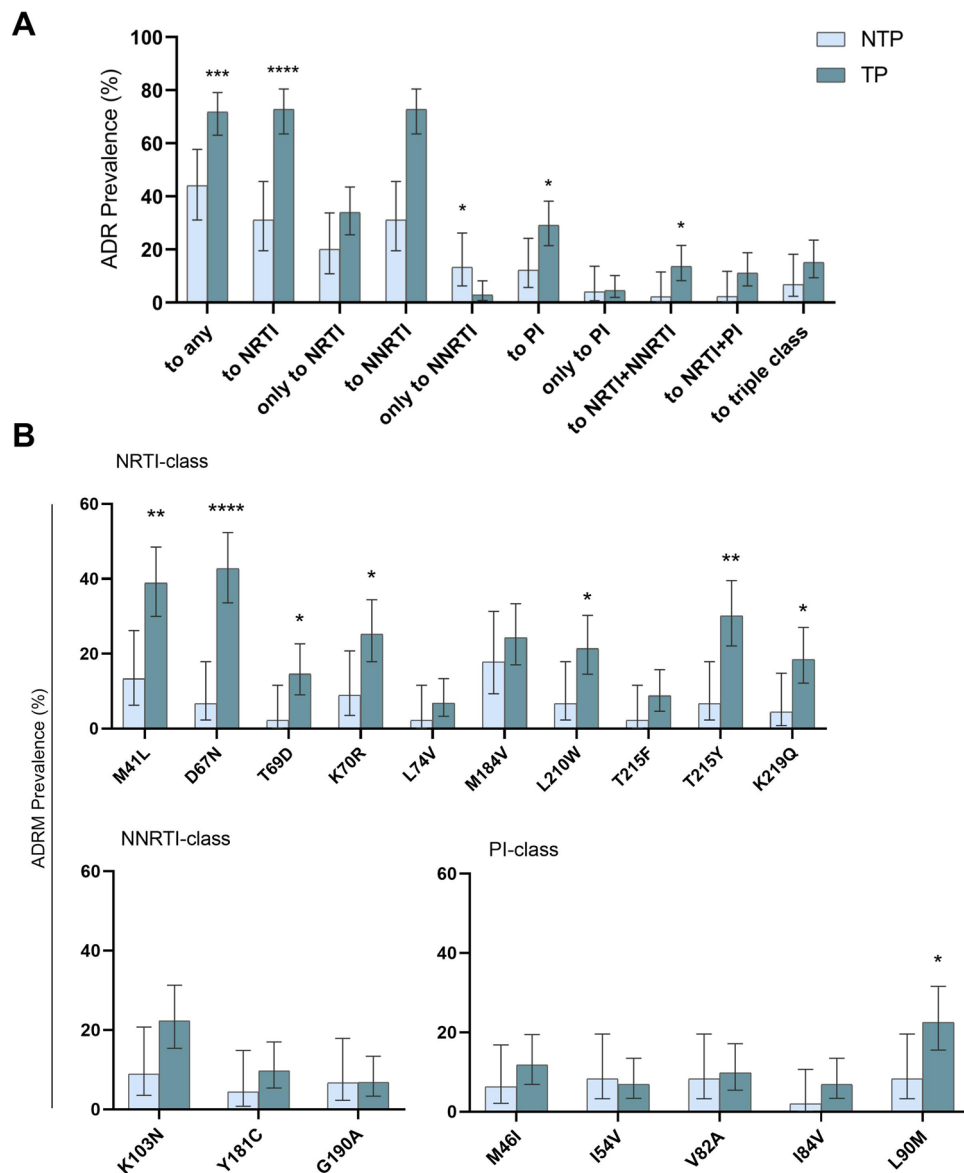 A
NTP
TP
ADR Prevalence (%)
100
80
60
40
20
0
***
****
*
*
*
to any
to NRTI
only to NRTI
to NNRTI
only to NNRTI
to PI
only to PI
to NRTI+NNRTI
to NRTI+PI
to triple class
B
ADRM Prevalence (%)
NRTI-class
60
40
20
0
**
****
*
*
*
**
*
M41L
D67N
T69D
K70R
L74V
M184V
L210W
T215F
T215Y
K219Q
NNRTI-class
60
40
20
0
K103N
Y181C
G190A
PI-class
60
40
20
0
*
M46I
I54V
V82A
I84V
L90M